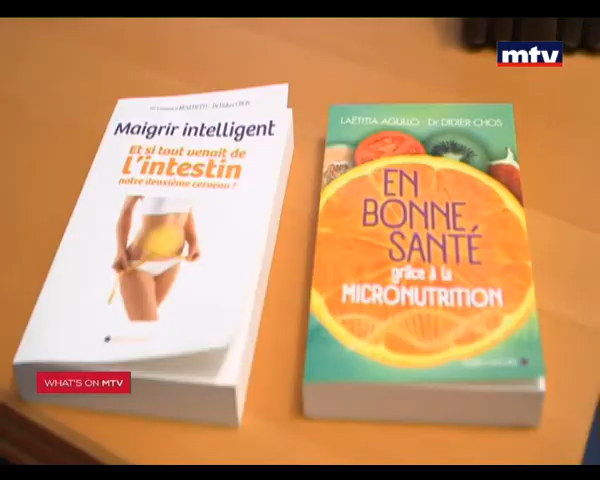 mtv
Maigrir intelligent
Et si tout venait de
l'intestin
notre deuxième cerveau ?
LAËTITIA AGULLO - Dr DIDIER CHOS
EN
BONNE
SANTÉ
grâce à la
MICRONUTRITION
WHAT'S ON MTV